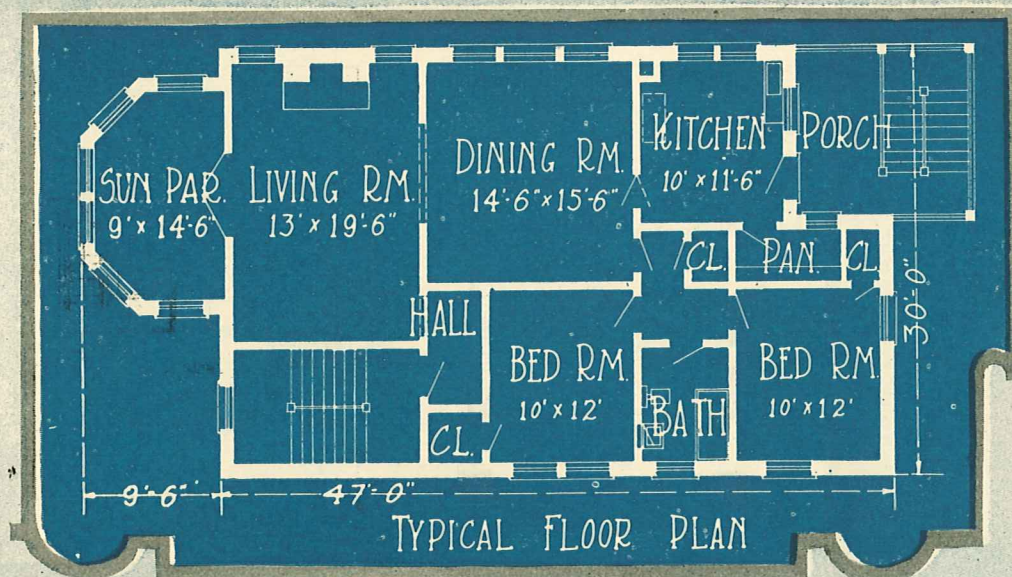 SUN PAR.
9' × 14'-6"
LIVING RM.
13' × 19'-6"
DINING RM.
14'-6" × 15'-6"
KITCHEN
10' × 11'-6"
PORCH
CL.
PAN.
CL.
HALL
BED RM.
10' × 12'
BATH
BED RM.
10' × 12'
CL.
30'-0"
9'-6"
47'-0"
TYPICAL FLOOR PLAN